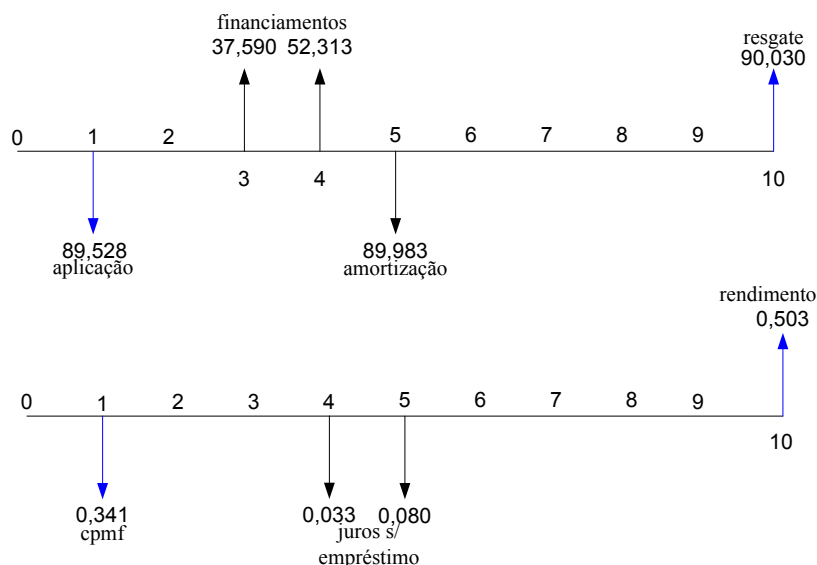 financiamentos
37,590 52,313
resgate
90,030
0 1 2 5 6 7 8 9
3 4 10
89,528
aplicação
89,983
amortização
rendimento
0,503
0 1 2 3 4 5 6 7 8 9
10
0,341
cpmf
0,033 0,080
juros s/
empréstimo